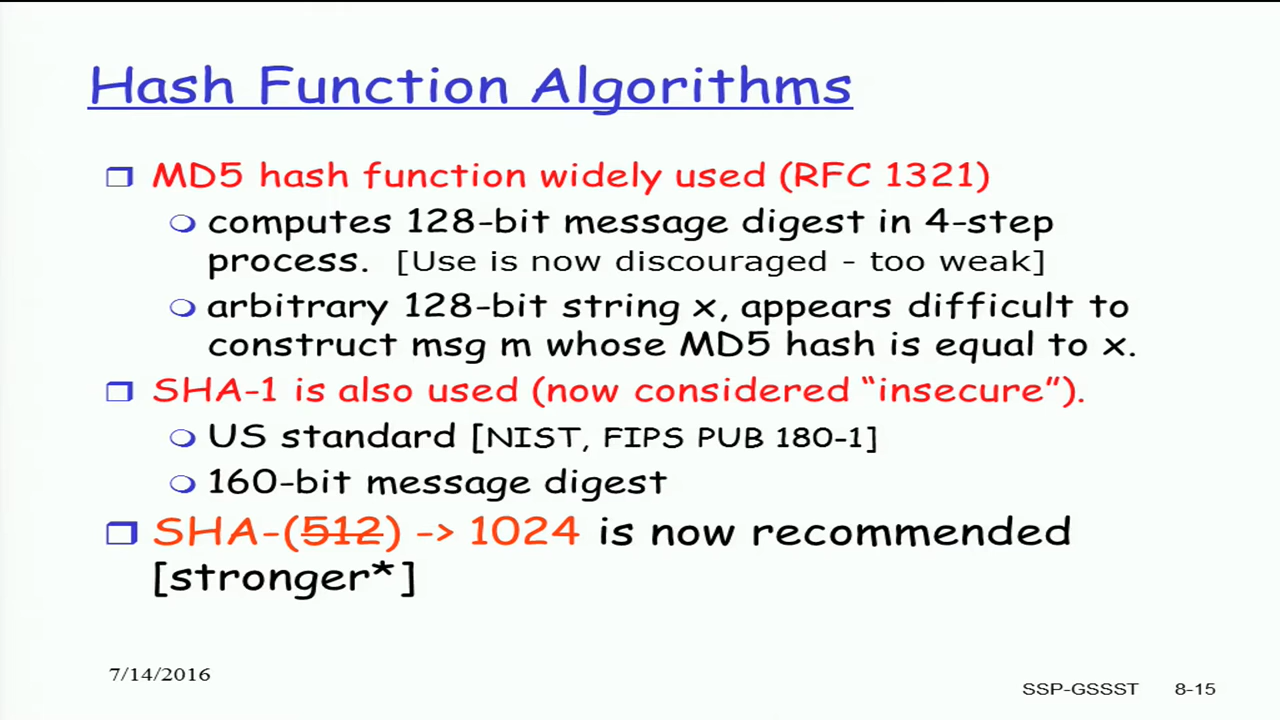 Hash Function Algorithms
MD5 hash function widely used (RFC 1321)
computes 128-bit message digest in 4-step
process. [Use is now discouraged - too weak]
arbitrary 128-bit string x, appears difficult to
construct msg m whose MD5 hash is equal to x.
SHA-1 is also used (now considered “insecure”).
US standard [NIST, FIPS PUB 180-1]
160-bit message digest
SHA-(512) -> 1024 is now recommended
[stronger*]
7/14/2016
SSP-GSSST 8-15